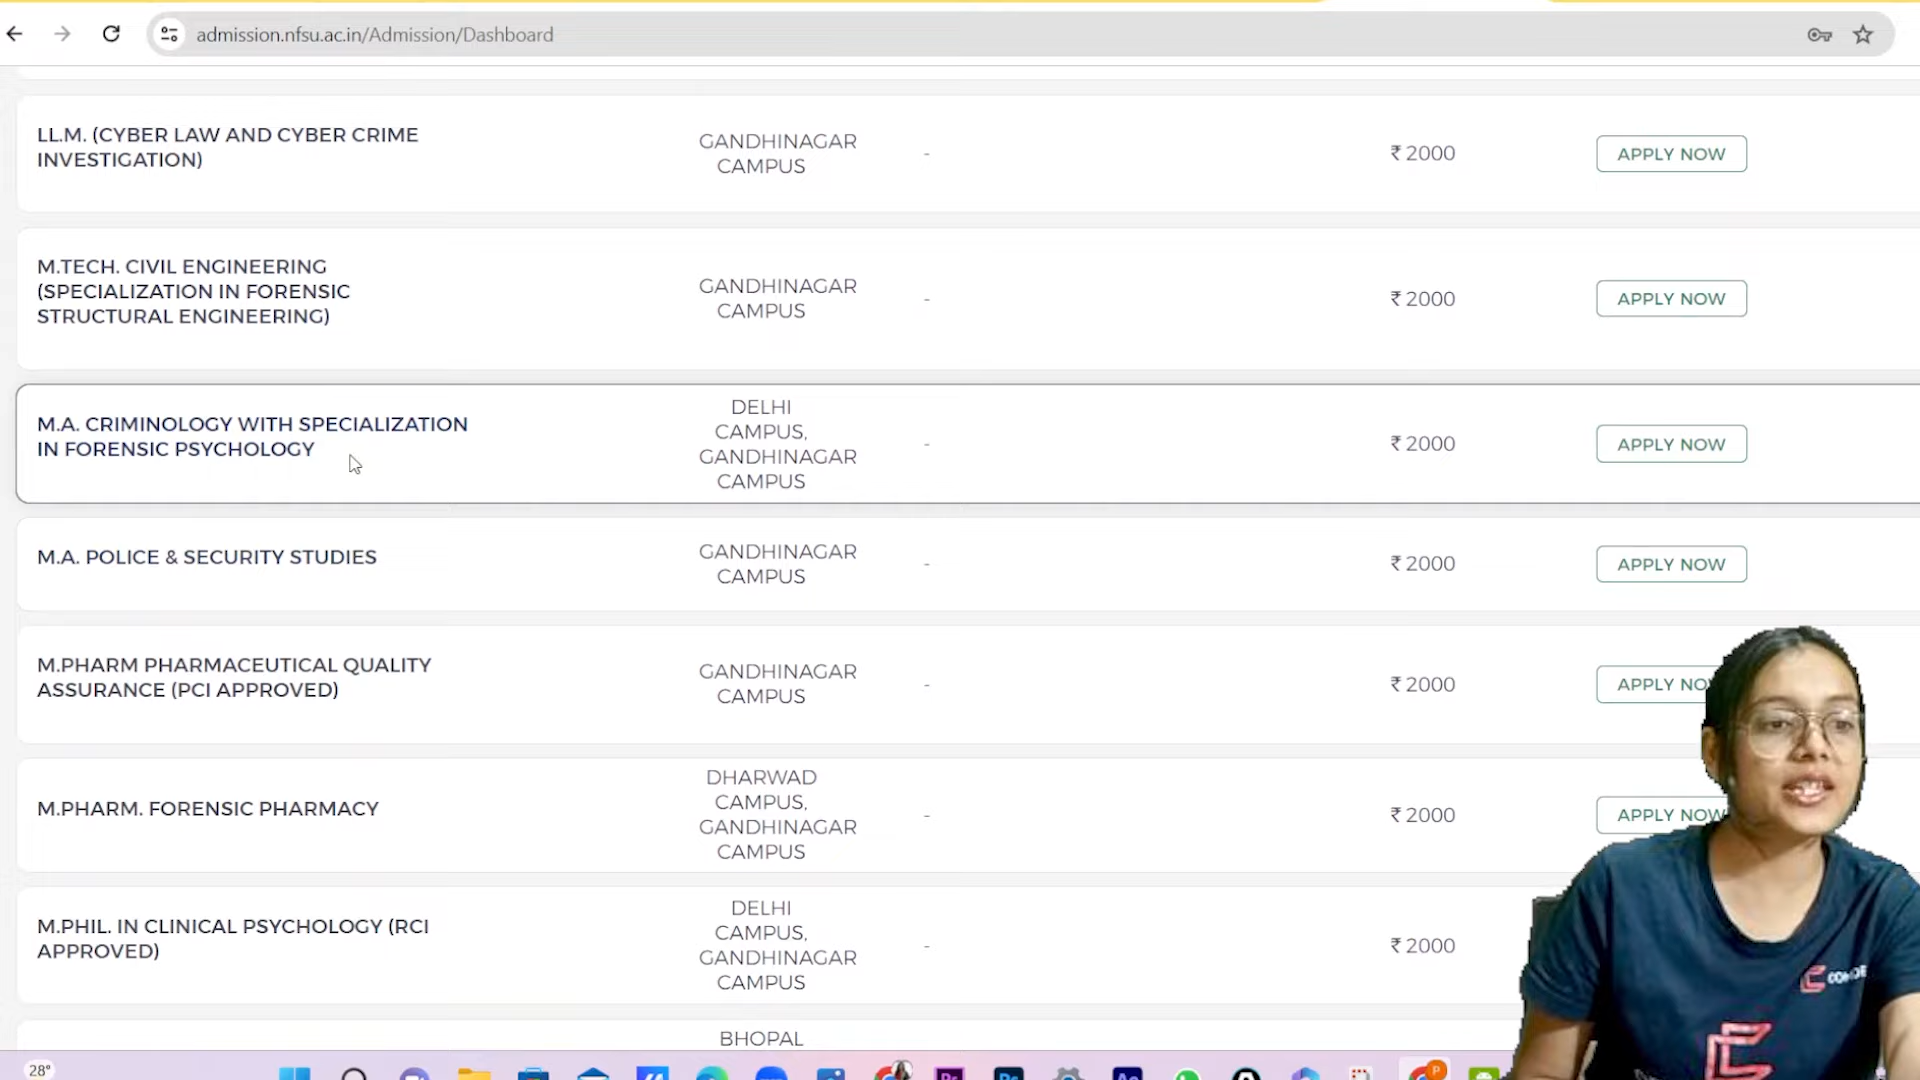 admission.nfsu.ac.in/Admission/Dashboard
LL.M. (CYBER LAW AND CYBER CRIME
INVESTIGATION)
GANDHINAGAR
CAMPUS
-
₹ 2000
APPLY NOW
M.TECH. CIVIL ENGINEERING
(SPECIALIZATION IN FORENSIC
STRUCTURAL ENGINEERING)
GANDHINAGAR
CAMPUS
-
₹ 2000
APPLY NOW
M.A. CRIMINOLOGY WITH SPECIALIZATION
IN FORENSIC PSYCHOLOGY
DELHI
CAMPUS,
GANDHINAGAR
CAMPUS
-
₹ 2000
APPLY NOW
M.A. POLICE & SECURITY STUDIES
GANDHINAGAR
CAMPUS
-
₹ 2000
APPLY NOW
M.PHARM PHARMACEUTICAL QUALITY
ASSURANCE (PCI APPROVED)
GANDHINAGAR
CAMPUS
-
₹ 2000
APPLY NO
M.PHARM. FORENSIC PHARMACY
DHARWAD
CAMPUS,
GANDHINAGAR
CAMPUS
-
₹ 2000
APPLY NOW
M.PHIL. IN CLINICAL PSYCHOLOGY (RCI
APPROVED)
DELHI
CAMPUS,
GANDHINAGAR
CAMPUS
-
₹ 2000
BHOPAL
28°